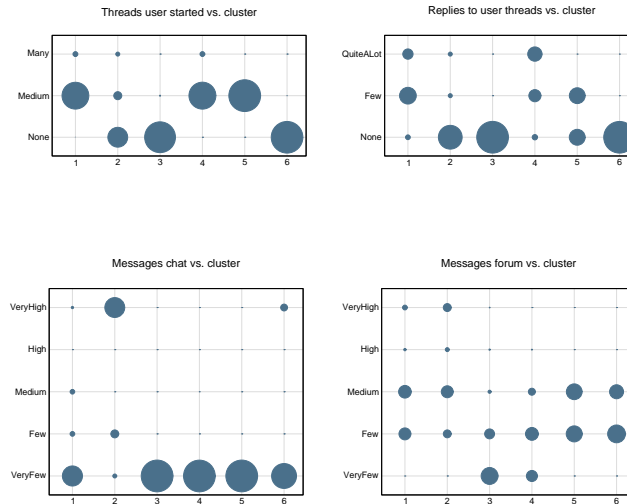 Threads user started vs. cluster
Many
Medium
None
1 2 3 4 5 6
Replies to user threads vs. cluster
QuiteALot
Few
None
1 2 3 4 5 6
Messages chat vs. cluster
VeryHigh
High
Medium
Few
VeryFew
1 2 3 4 5 6
Messages forum vs. cluster
VeryHigh
High
Medium
Few
VeryFew
1 2 3 4 5 6